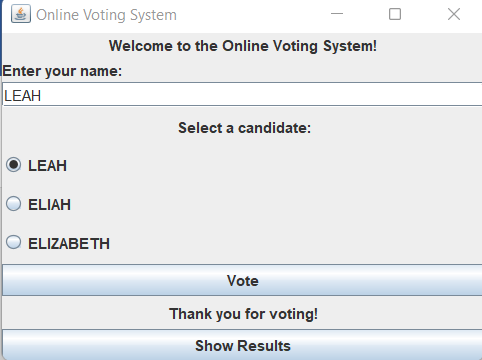 Online Voting System
Welcome to the Online Voting System!
Enter your name:
LEAH
Select a candidate:
LEAH
ELIAH
ELIZABETH
Vote
Thank you for voting!
Show Results